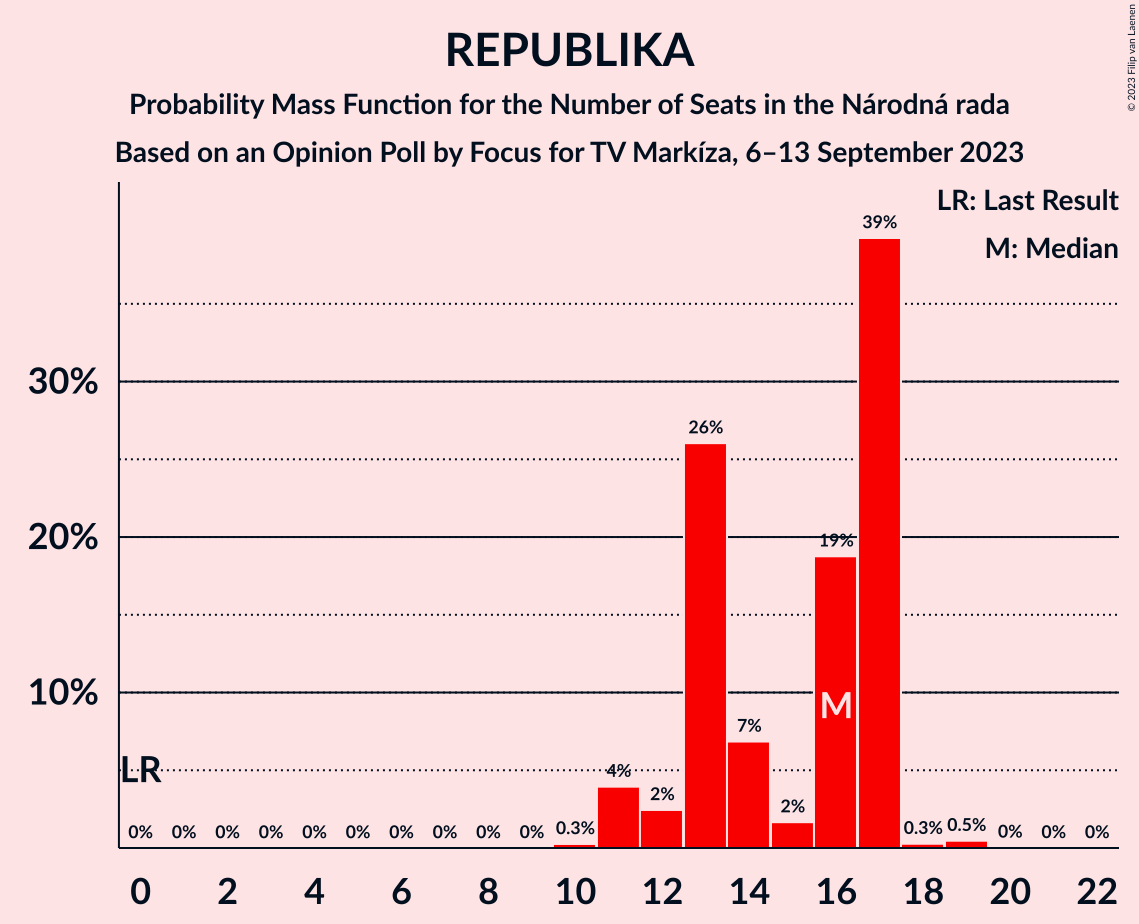 REPUBLIKA
Probability Mass Function for the Number of Seats in the Národná rada
Based on an Opinion Poll by Focus for TV Markíza, 6–13 September 2023
© 2023 Filip van Laenen
LR: Last Result
M: Median
39%
30%
26%
20%
19%
10%
M
7%
LR
4%
2%
2%
0% 0% 0% 0% 0% 0% 0% 0% 0% 0% 0.3% 0.3% 0.5% 0% 0% 0%
0 2 4 6 8 10 12 14 16 18 20 22